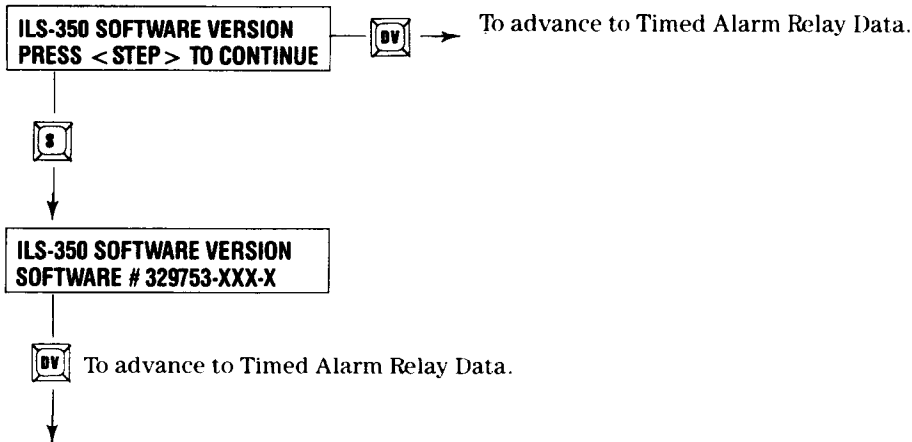 ILS-350 SOFTWARE VERSION
PRESS < STEP > TO CONTINUE
DV
To advance to Timed Alarm Relay Data.
S
ILS-350 SOFTWARE VERSION
SOFTWARE # 329753-XXX-X
DV
To advance to Timed Alarm Relay Data.